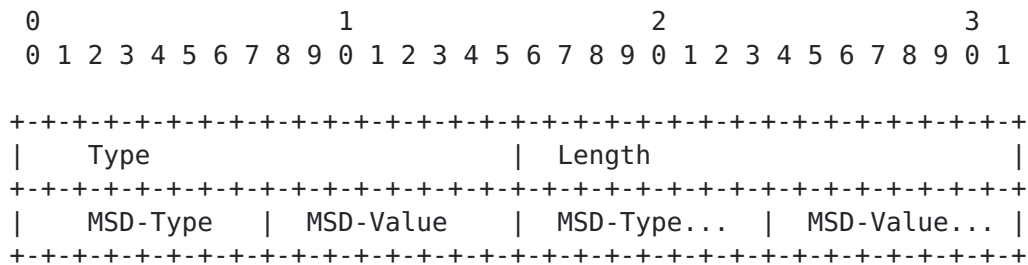 0                   1                   2                   3
 0 1 2 3 4 5 6 7 8 9 0 1 2 3 4 5 6 7 8 9 0 1 2 3 4 5 6 7 8 9 0 1

+-+-+-+-+-+-+-+-+-+-+-+-+-+-+-+-+-+-+-+-+-+-+-+-+-+-+-+-+-+-+-+-+
|    Type                       |  Length                       |
+-+-+-+-+-+-+-+-+-+-+-+-+-+-+-+-+-+-+-+-+-+-+-+-+-+-+-+-+-+-+-+-+
|    MSD-Type   |  MSD-Value    |  MSD-Type...  |  MSD-Value... |
+-+-+-+-+-+-+-+-+-+-+-+-+-+-+-+-+-+-+-+-+-+-+-+-+-+-+-+-+-+-+-+-+